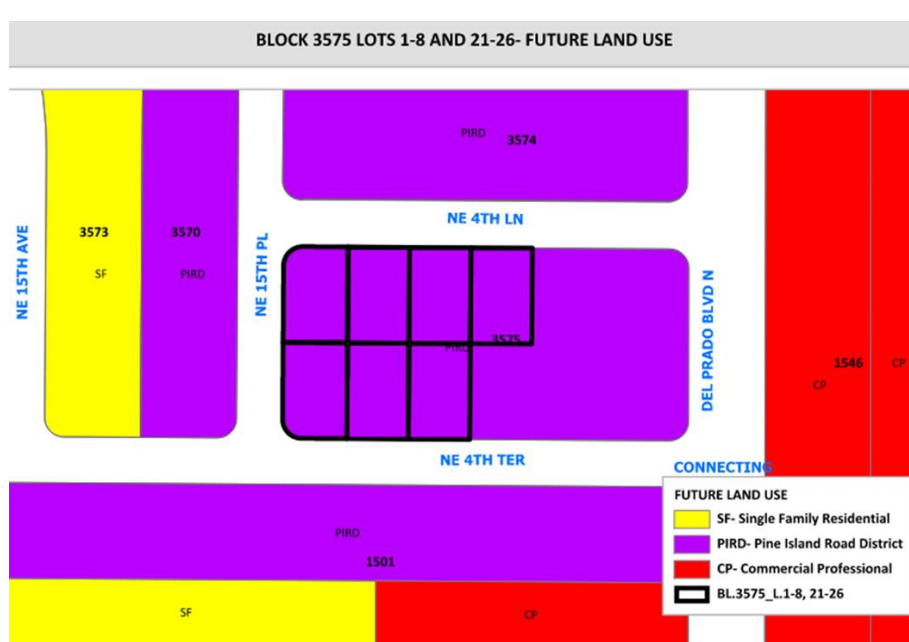 BLOCK 3575 LOTS 1-8 AND 21-26- FUTURE LAND USE
PIRD 3574
NE 4TH LN
NE 15TH AVE
3573
SF
3570
PIRD
NE 15TH PL
3575
PIRD
DEL PRADO BLVD N
1546
CP
CP
NE 4TH TER
CONNECTING
PIRD
1501
SF
CP
FUTURE LAND USE
SF- Single Family Residential
PIRD- Pine Island Road District
CP- Commercial Professional
BL.3575_L.1-8, 21-26